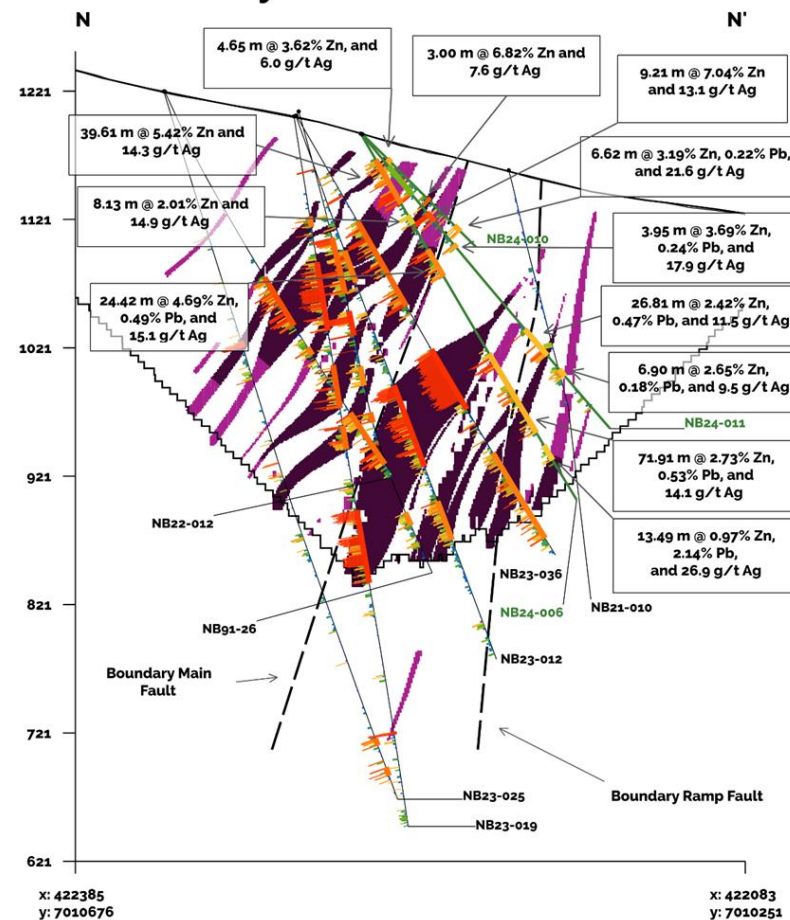 N
N'
4.65 m @ 3.62% Zn, and
6.0 g/t Ag
3.00 m @ 6.82% Zn and
7.6 g/t Ag
9.21 m @ 7.04% Zn
and 13.1 g/t Ag
1221
39.61 m @ 5.42% Zn and
14.3 g/t Ag
6.62 m @ 3.19% Zn, 0.22% Pb,
and 21.6 g/t Ag
8.13 m @ 2.01% Zn and
14.9 g/t Ag
1121
NB24-010
3.95 m @ 3.69% Zn,
0.24% Pb, and
17.9 g/t Ag
24.42 m @ 4.69% Zn,
0.49% Pb, and
15.1 g/t Ag
26.81 m @ 2.42% Zn,
0.47% Pb, and 11.5 g/t Ag
1021
6.90 m @ 2.65% Zn,
0.18% Pb, and 9.5 g/t Ag
NB24-011
71.91 m @ 2.73% Zn,
0.53% Pb, and
14.1 g/t Ag
921
NB22-012
13.49 m @ 0.97% Zn,
2.14% Pb,
and 26.9 g/t Ag
NB23-036
821
NB24-006
NB21-010
NB91-26
NB23-012
Boundary Main
Fault
721
NB23-025
Boundary Ramp Fault
NB23-019
621
x: 422385
y: 7010676
x: 422083
y: 7010251